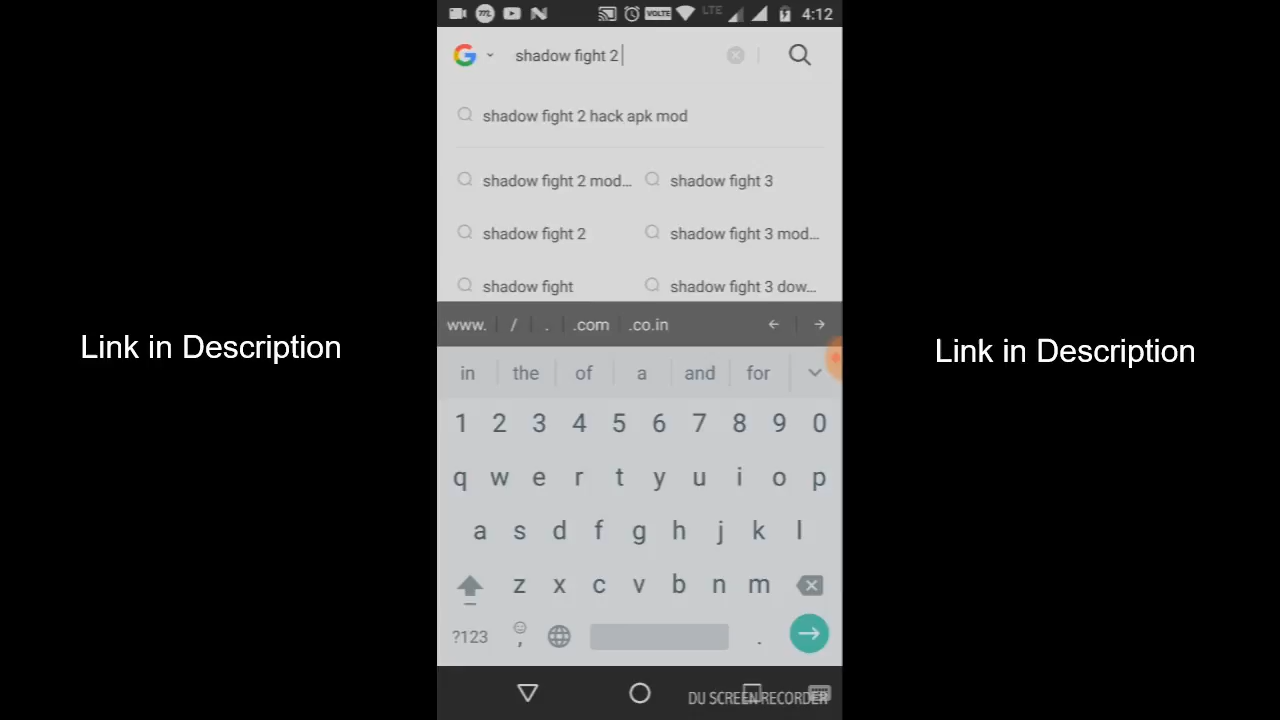 LTE 4:12
VOLTE
shadow fight 2
shadow fight 2 hack apk mod
shadow fight 2 mod... shadow fight 3
shadow fight 2 shadow fight 3 mod...
shadow fight shadow fight 3 dow...
www. / . .com .co.in
Link in Description
Link in Description
in the of a and for
1 2 3 4 5 6 7 8 9 0
q w e r t y u i o p
a s d f g h j k l
z x c v b n m
?123 , .
DU SCREEN RECORDER